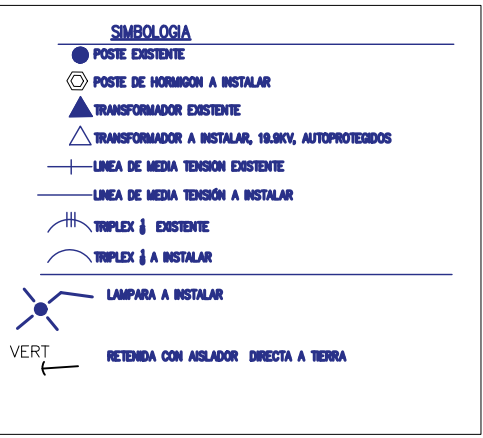 SIMBOLOGIA
POSTE EXISTENTE
POSTE DE HORMIGON A INSTALAR
TRANSFORMADOR EXISTENTE
TRANSFORMADOR A INSTALAR, 19.9KV, AUTOPROTEGIDOS
LINEA DE MEDIA TENSION EXISTENTE
LINEA DE MEDIA TENSIÓN A INSTALAR
TRIPLEX EXISTENTE
TRIPLEX A INSTALAR
LAMPARA A INSTALAR
VERT
RETENIDA CON AISLADOR DIRECTA A TIERRA